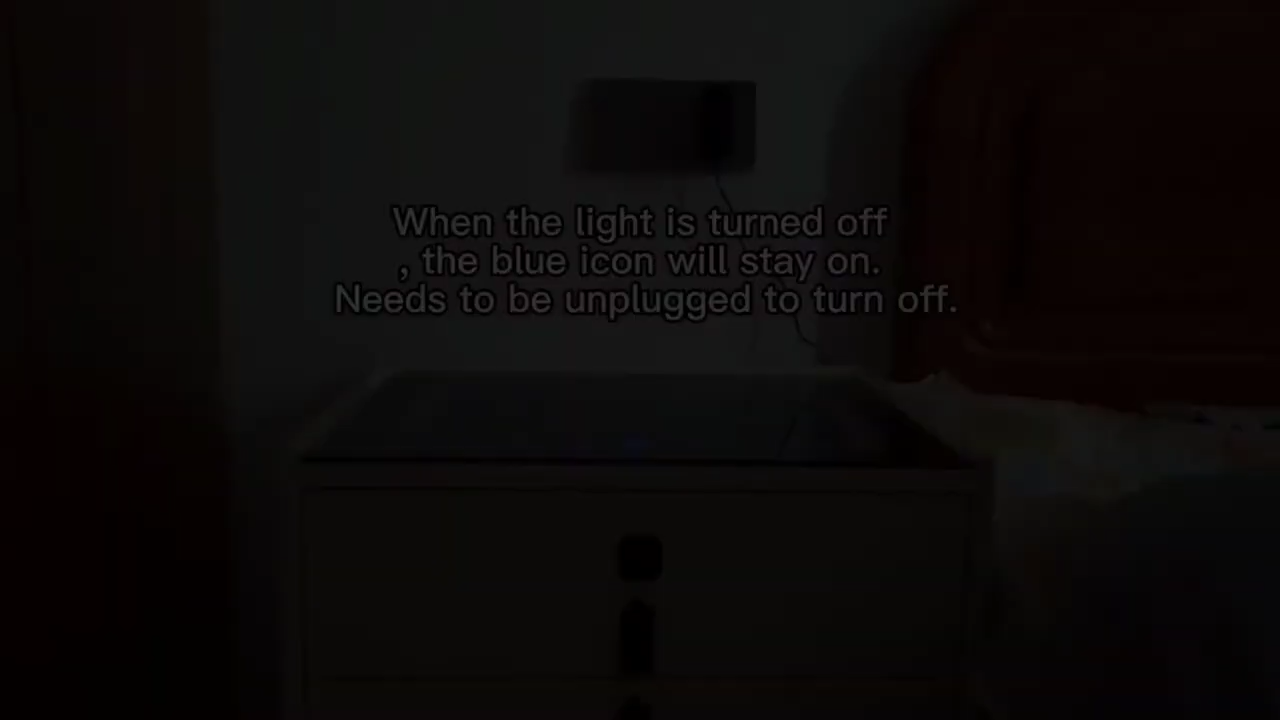 When the light is turned off
, the blue icon will stay on.
Needs to be unplugged to turn off.